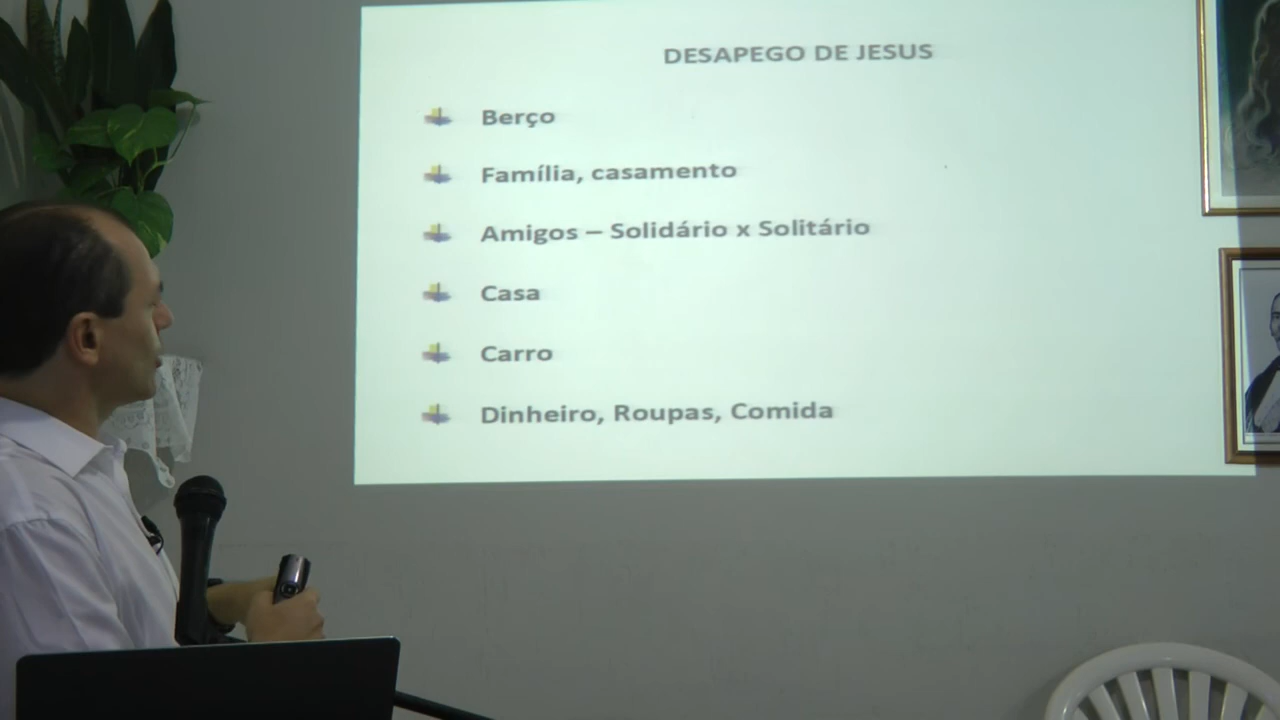 DESAPEGO DE JESUS
Berço
Família, casamento
Amigos – Solidário x Solitário
Casa
Carro
Dinheiro, Roupas, Comida